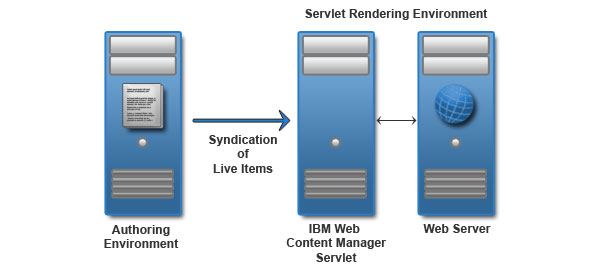 Servlet Rendering Environment
Syndication
of
Live Items
Authoring
Environment
IBM Web
Content Manager
Servlet
Web Server